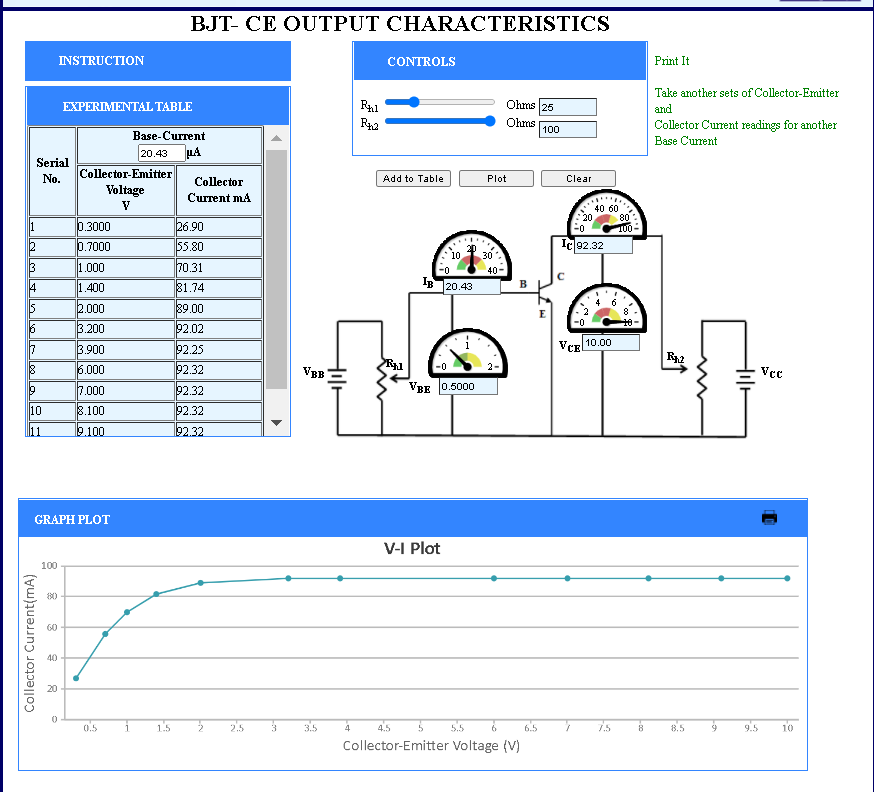 BJT- CE OUTPUT CHARACTERISTICS
INSTRUCTION
EXPERIMENTAL TABLE
Serial No.
Base-Current
20.43 μA
Collector-Emitter Voltage V
Collector Current mA
1 0.3000 26.90
2 0.7000 55.80
3 1.000 70.31
4 1.400 81.74
5 2.000 89.00
6 3.200 92.02
7 3.900 92.25
8 6.000 92.32
9 7.000 92.32
10 8.100 92.32
11 9.100 92.32
CONTROLS
Rh1 Ohms 25
Rh2 Ohms 100
Print It
Take another sets of Collector-Emitter
and
Collector Current readings for another
Base Current
Add to Table Plot Clear
0 20 40 60 80 100
IC 92.32
0 10 20 30 40
IB 20.43
B
C
E
0 2 4 6 8 10
VCE 10.00
0 1 2
VBE 0.5000
VBB
Rh1
Rh2
VCC
GRAPH PLOT
V-I Plot
Collector Current(mA)
100
80
60
40
20
0
0.5 1 1.5 2 2.5 3 3.5 4 4.5 5 5.5 6 6.5 7 7.5 8 8.5 9 9.5 10
Collector-Emitter Voltage (V)